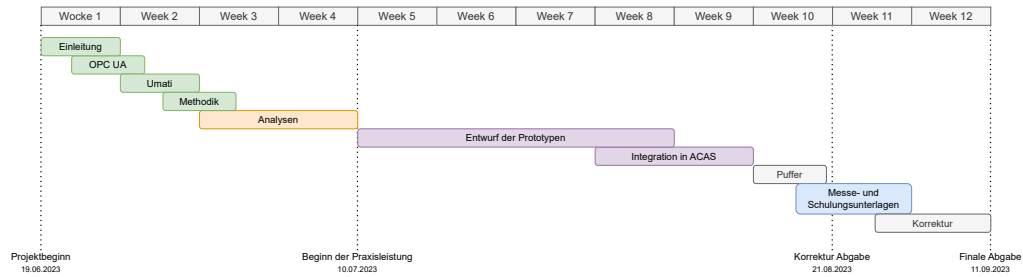 Wocke 1 Week 2 Week 3 Week 4 Week 5 Week 6 Week 7 Week 8 Week 9 Week 10 Week 11 Week 12
Einleitung
OPC UA
Umati
Methodik
Analysen
Entwurf der Prototypen
Integration in ACAS
Puffer
Messe- und
Schulungsunterlagen
Korrektur
Projektbeginn Beginn der Praxisleistung Korrektur Abgabe Finale Abgabe
19.06.2023 10.07.2023 21.08.2023 11.09.2023